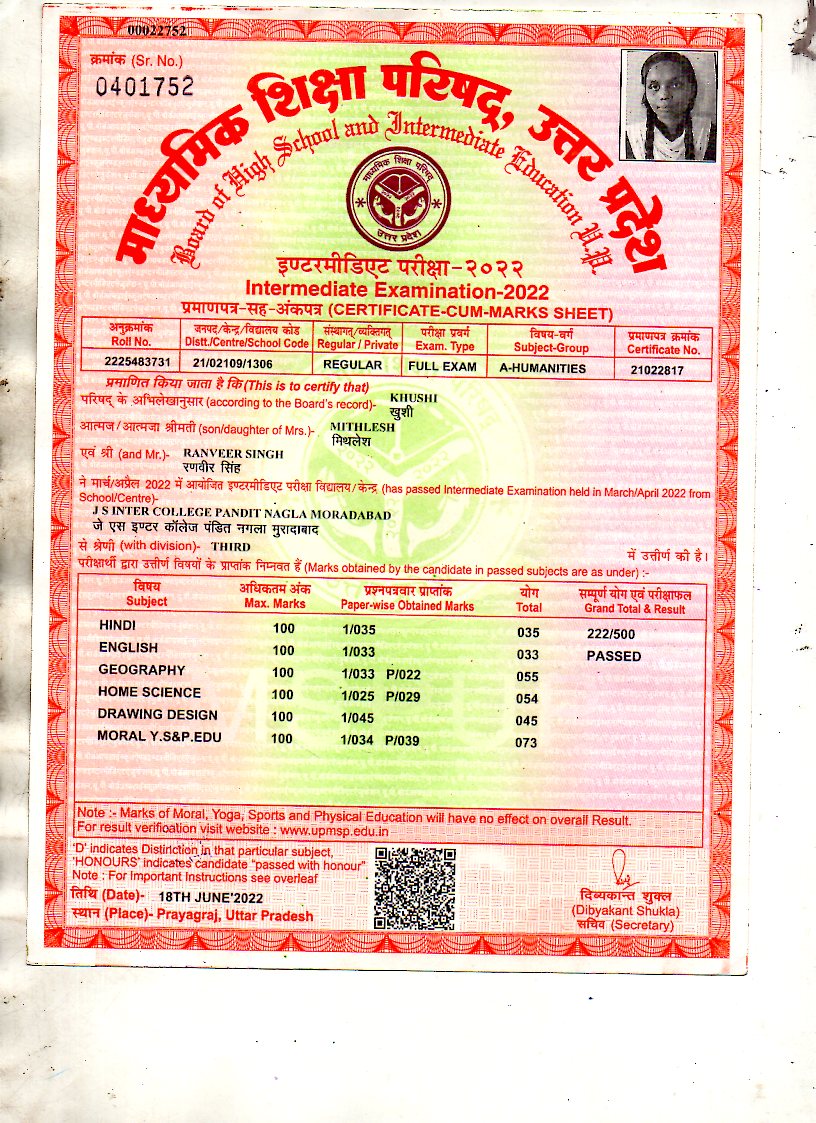 00022752
क्रमांक (Sr. No.)
0401752
माध्यमिक शिक्षा परिषद्, उत्तर प्रदेश
Board of High School and Intermediate Education U.P.
माध्यमिक शिक्षा परिषद्
उत्तर प्रदेश
इण्टरमीडिएट परीक्षा-२०२२
Intermediate Examination-2022
प्रमाणपत्र-सह-अंकपत्र (CERTIFICATE-CUM-MARKS SHEET)
अनुक्रमांक जनपद/केन्द्र/विद्यालय कोड संस्थागत/व्यक्तिगत परीक्षा प्रवर्ग विषय-वर्ग प्रमाणपत्र क्रमांक
Roll No. Distt./Centre/School Code Regular / Private Exam. Type Subject-Group Certificate No.
2225483731 21/02109/1306 REGULAR FULL EXAM A-HUMANITIES 21022817
प्रमाणित किया जाता है कि (This is to certify that)
परिषद् के अभिलेखानुसार (according to the Board's record)- KHUSHI
खुशी
आत्मज/आत्मजा श्रीमती (son/daughter of Mrs.)- MITHLESH
मिथलेश
एवं श्री (and Mr.)- RANVEER SINGH
रणवीर सिंह
ने मार्च/अप्रैल 2022 में आयोजित इण्टरमीडिएट परीक्षा विद्यालय/केन्द्र (has passed Intermediate Examination held in March/April 2022 from
School/Centre)-
J S INTER COLLEGE PANDIT NAGLA MORADABAD
जे एस इण्टर कॉलेज पंडित नगला मुरादाबाद
से श्रेणी (with division)- THIRD में उत्तीर्ण की है।
परीक्षार्थी द्वारा उत्तीर्ण विषयों के प्राप्तांक निम्नवत हैं (Marks obtained by the candidate in passed subjects are as under) :-
विषय अधिकतम अंक प्रश्नपत्रवार प्राप्तांक योग सम्पूर्ण योग एवं परीक्षाफल
Subject Max. Marks Paper-wise Obtained Marks Total Grand Total & Result
HINDI 100 1/035 035 222/500
ENGLISH 100 1/033 033 PASSED
GEOGRAPHY 100 1/033 P/022 055
HOME SCIENCE 100 1/025 P/029 054
DRAWING DESIGN 100 1/045 045
MORAL Y.S&P.EDU 100 1/034 P/039 073
Note :- Marks of Moral, Yoga, Sports and Physical Education will have no effect on overall Result.
For result verification visit website : www.upmsp.edu.in
'D' indicates Distinction in that particular subject,
'HONOURS' indicates candidate "passed with honour"
Note : For Important Instructions see overleaf
तिथि (Date)- 18TH JUNE'2022
स्थान (Place)- Prayagraj, Uttar Pradesh
दिव्यकान्त शुक्ल
(Dibyakant Shukla)
सचिव (Secretary)